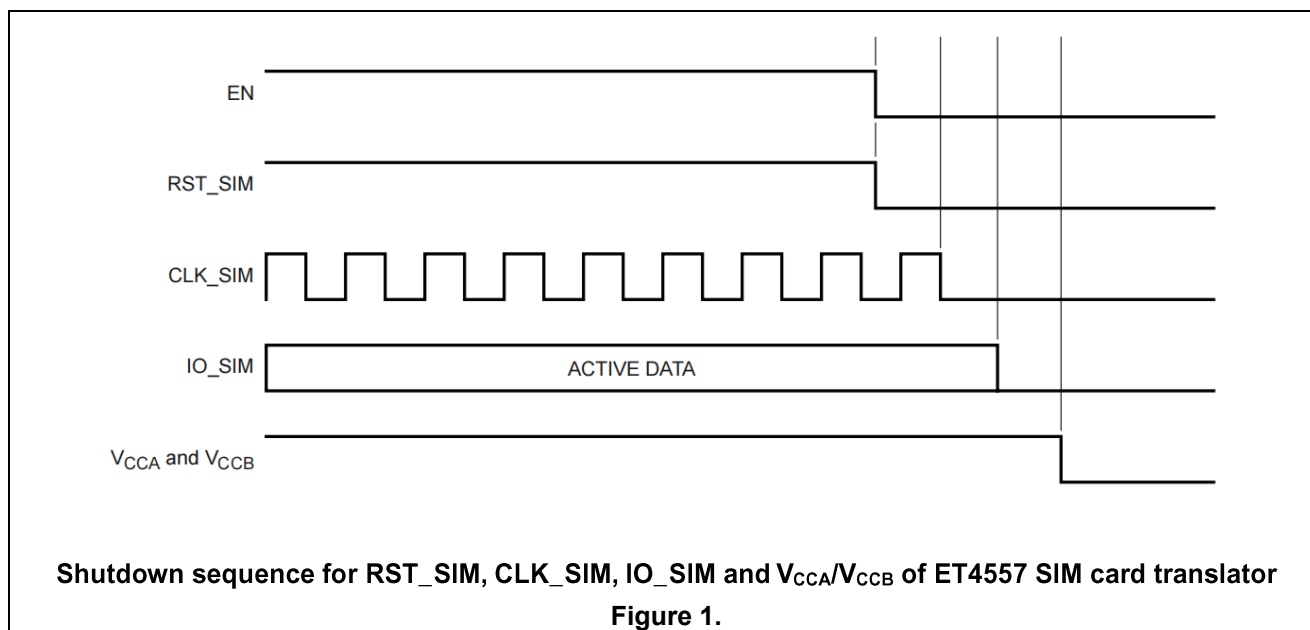 EN
RST_SIM
CLK_SIM
IO_SIM
ACTIVE DATA
VCCA and VCCB
Shutdown sequence for RST_SIM, CLK_SIM, IO_SIM and VCCA/VCCB of ET4557 SIM card translator
Figure 1.